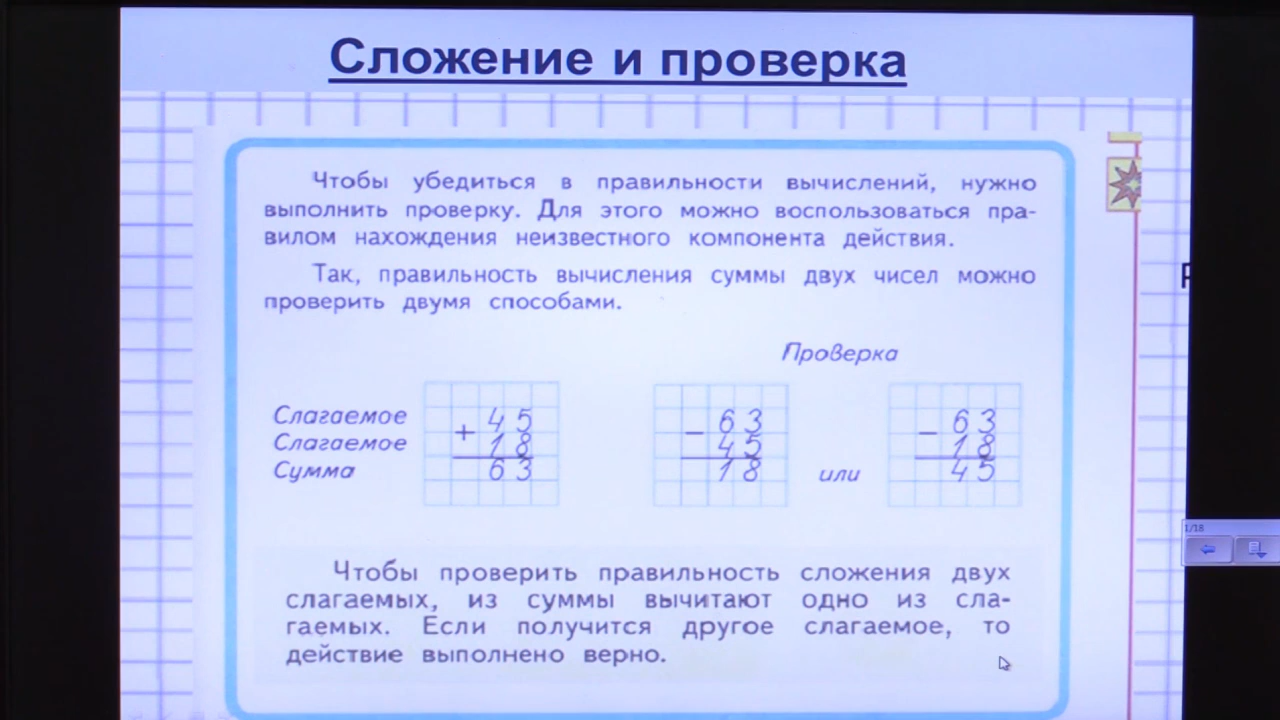 Сложение и проверка
Чтобы убедиться в правильности вычислений, нужно
выполнить проверку. Для этого можно воспользоваться пра-
вилом нахождения неизвестного компонента действия.
Так, правильность вычисления суммы двух чисел можно
проверить двумя способами.
Проверка
Слагаемое + 45
Слагаемое 18
Сумма 63
− 63
45
18
или
− 63
18
45
Чтобы проверить правильность сложения двух
слагаемых, из суммы вычитают одно из сла-
гаемых. Если получится другое слагаемое, то
действие выполнено верно.
1/18